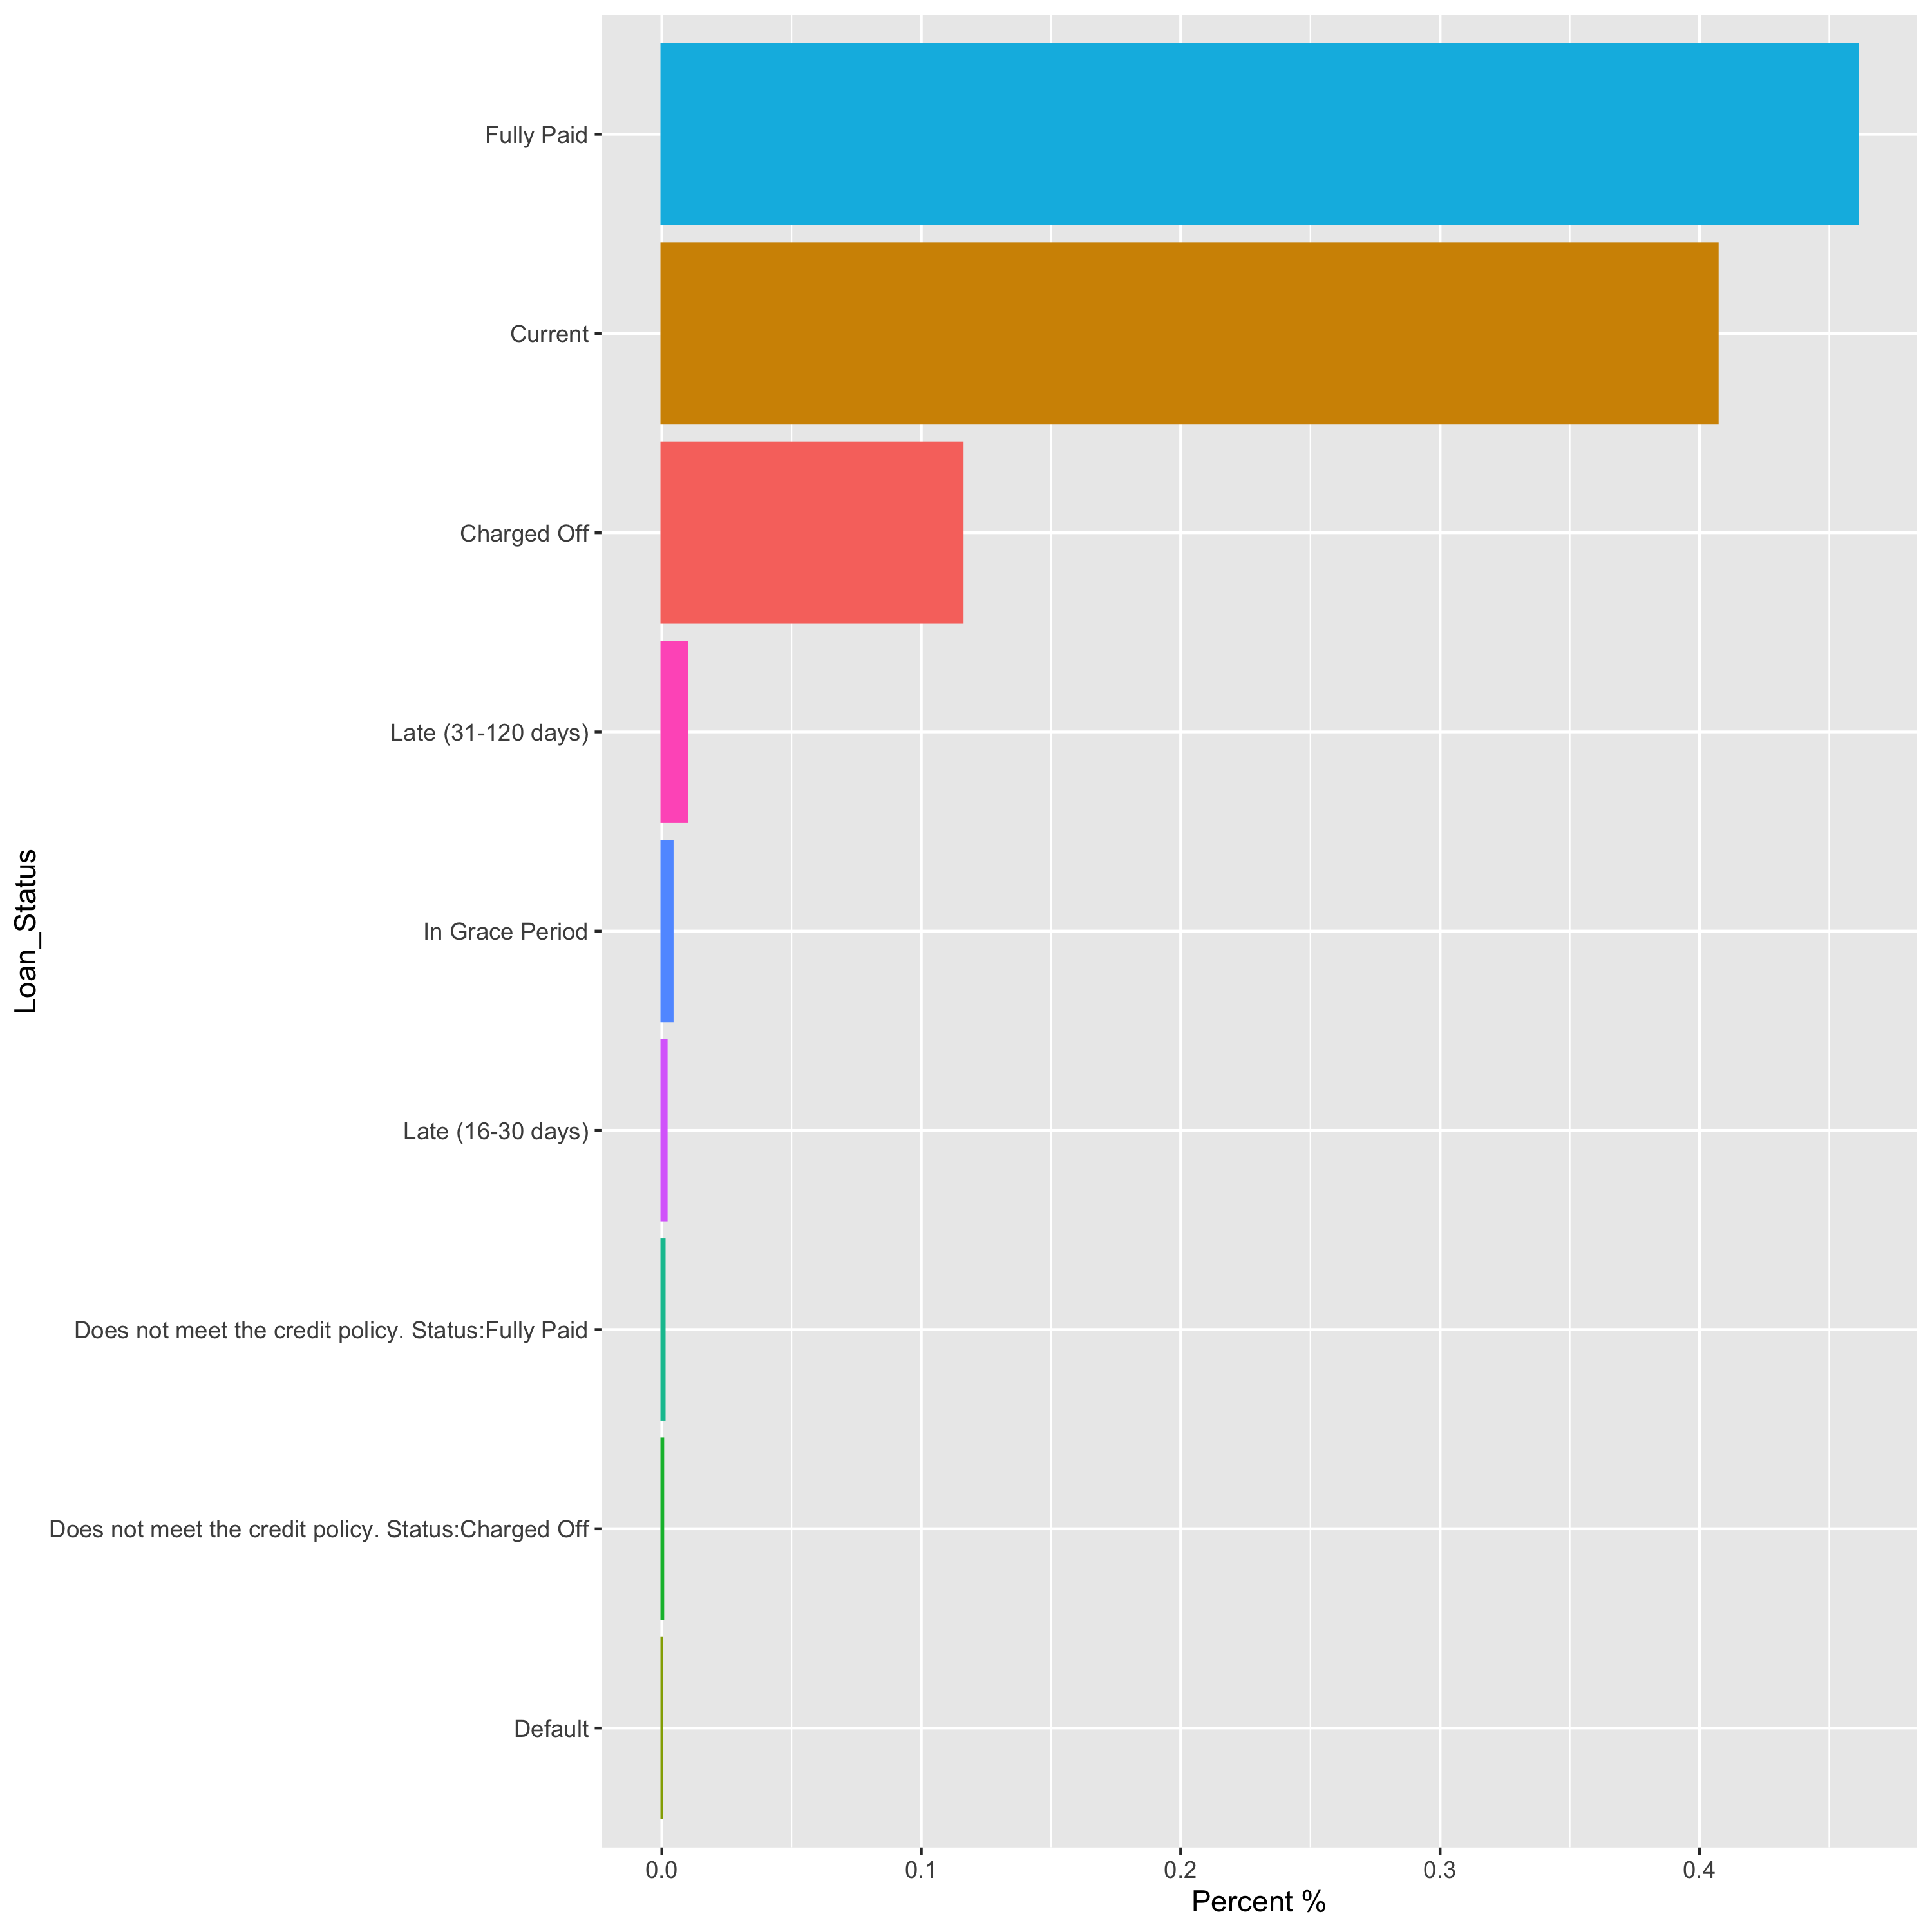 Fully Paid
Current
Charged Off
Late (31-120 days)
In Grace Period
Late (16-30 days)
Does not meet the credit policy. Status:Fully Paid
Does not meet the credit policy. Status:Charged Off
Default
Loan_Status
0.0 0.1 0.2 0.3 0.4
Percent %